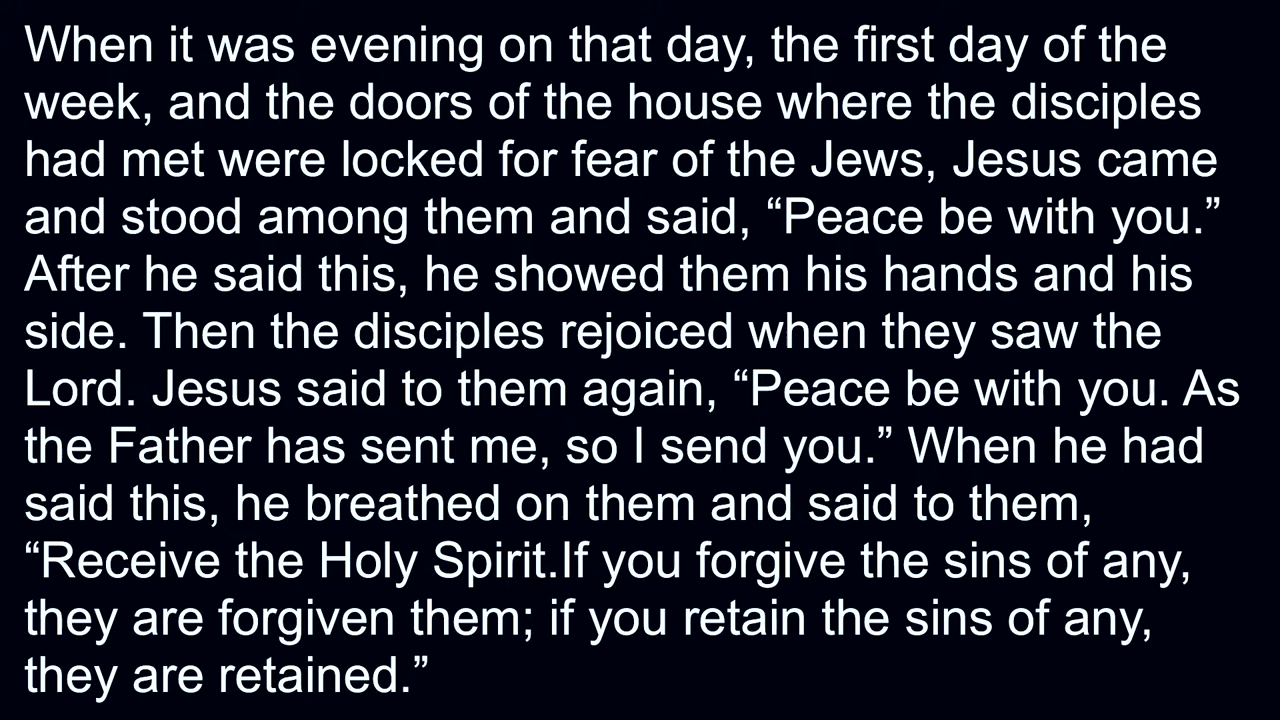 When it was evening on that day, the first day of the
week, and the doors of the house where the disciples
had met were locked for fear of the Jews, Jesus came
and stood among them and said, “Peace be with you.”
After he said this, he showed them his hands and his
side. Then the disciples rejoiced when they saw the
Lord. Jesus said to them again, “Peace be with you. As
the Father has sent me, so I send you.” When he had
said this, he breathed on them and said to them,
“Receive the Holy Spirit.If you forgive the sins of any,
they are forgiven them; if you retain the sins of any,
they are retained.”